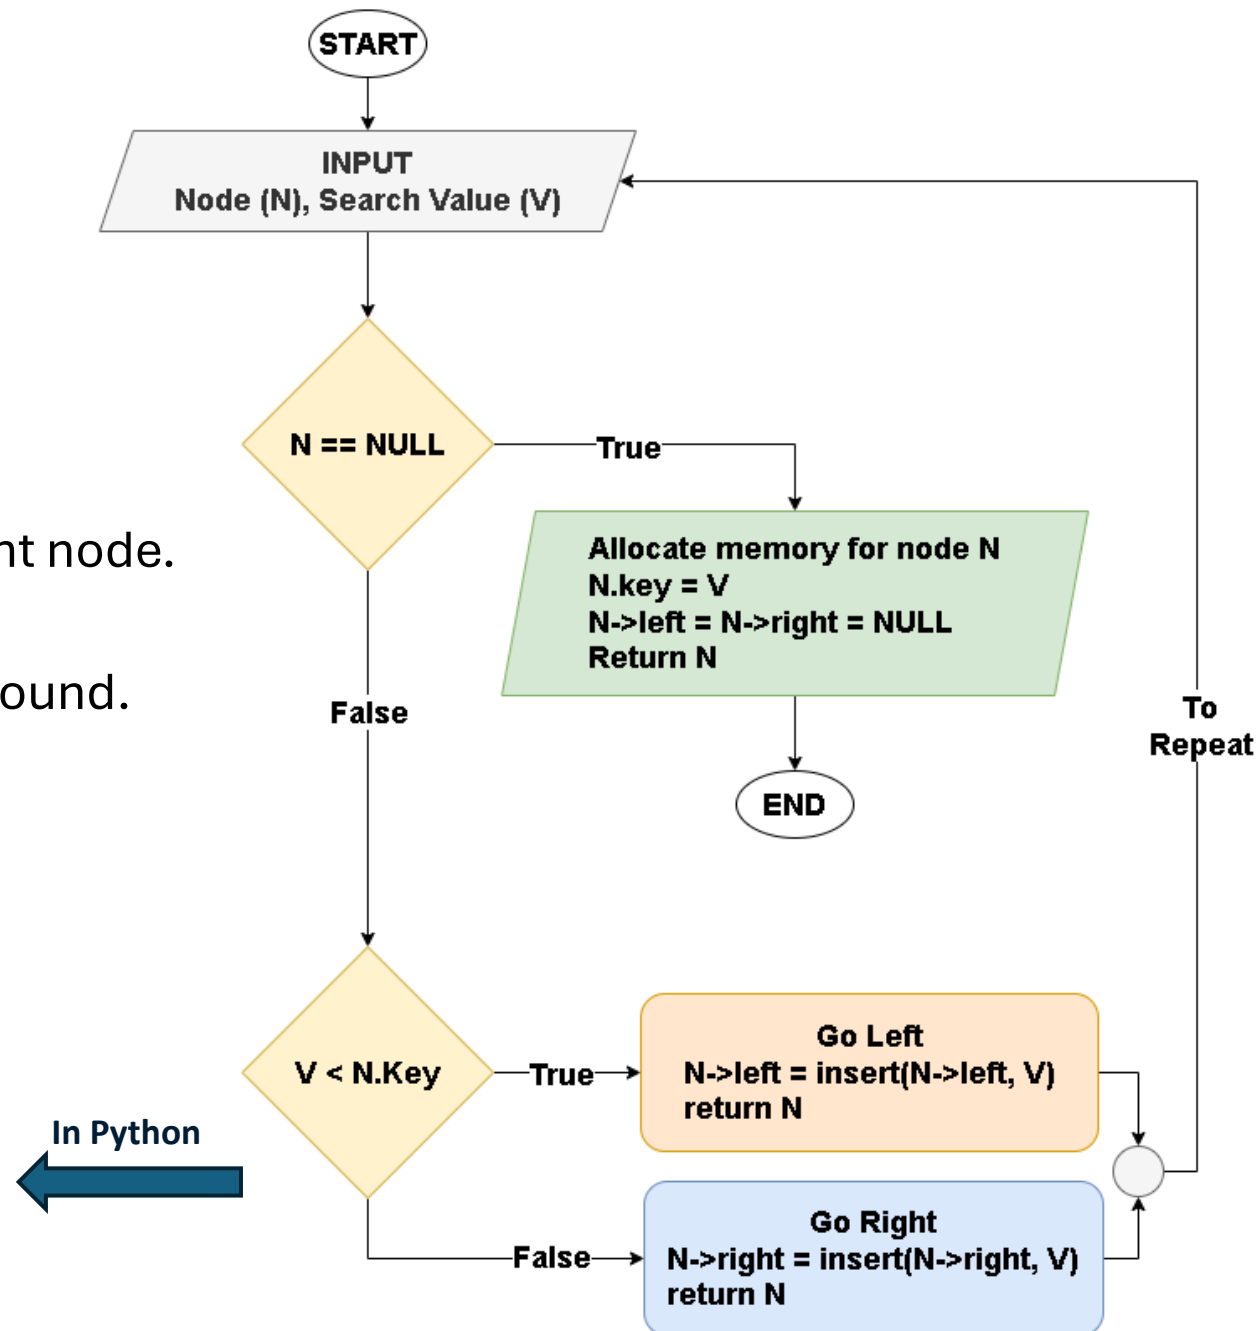 START
INPUT
Node (N), Search Value (V)
N == NULL
True
nt node.
Allocate memory for node N
N.key = V
N->left = N->right = NULL
Return N
ound.
False
To
Repeat
END
V < N.Key
True
Go Left
N->left = insert(N->left, V)
return N
In Python
False
Go Right
N->right = insert(N->right, V)
return N